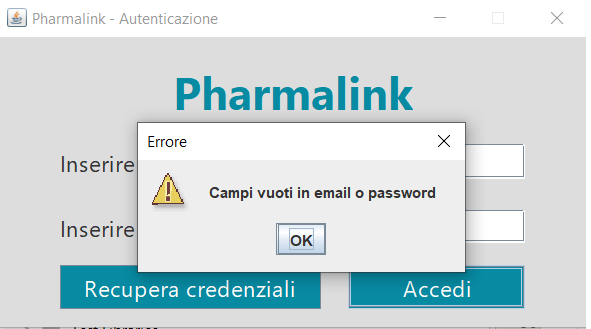 Pharmalink - Autenticazione
Pharmalink
Errore
Inserire
Campi vuoti in email o password
Inserire
OK
Recupera credenziali
Accedi